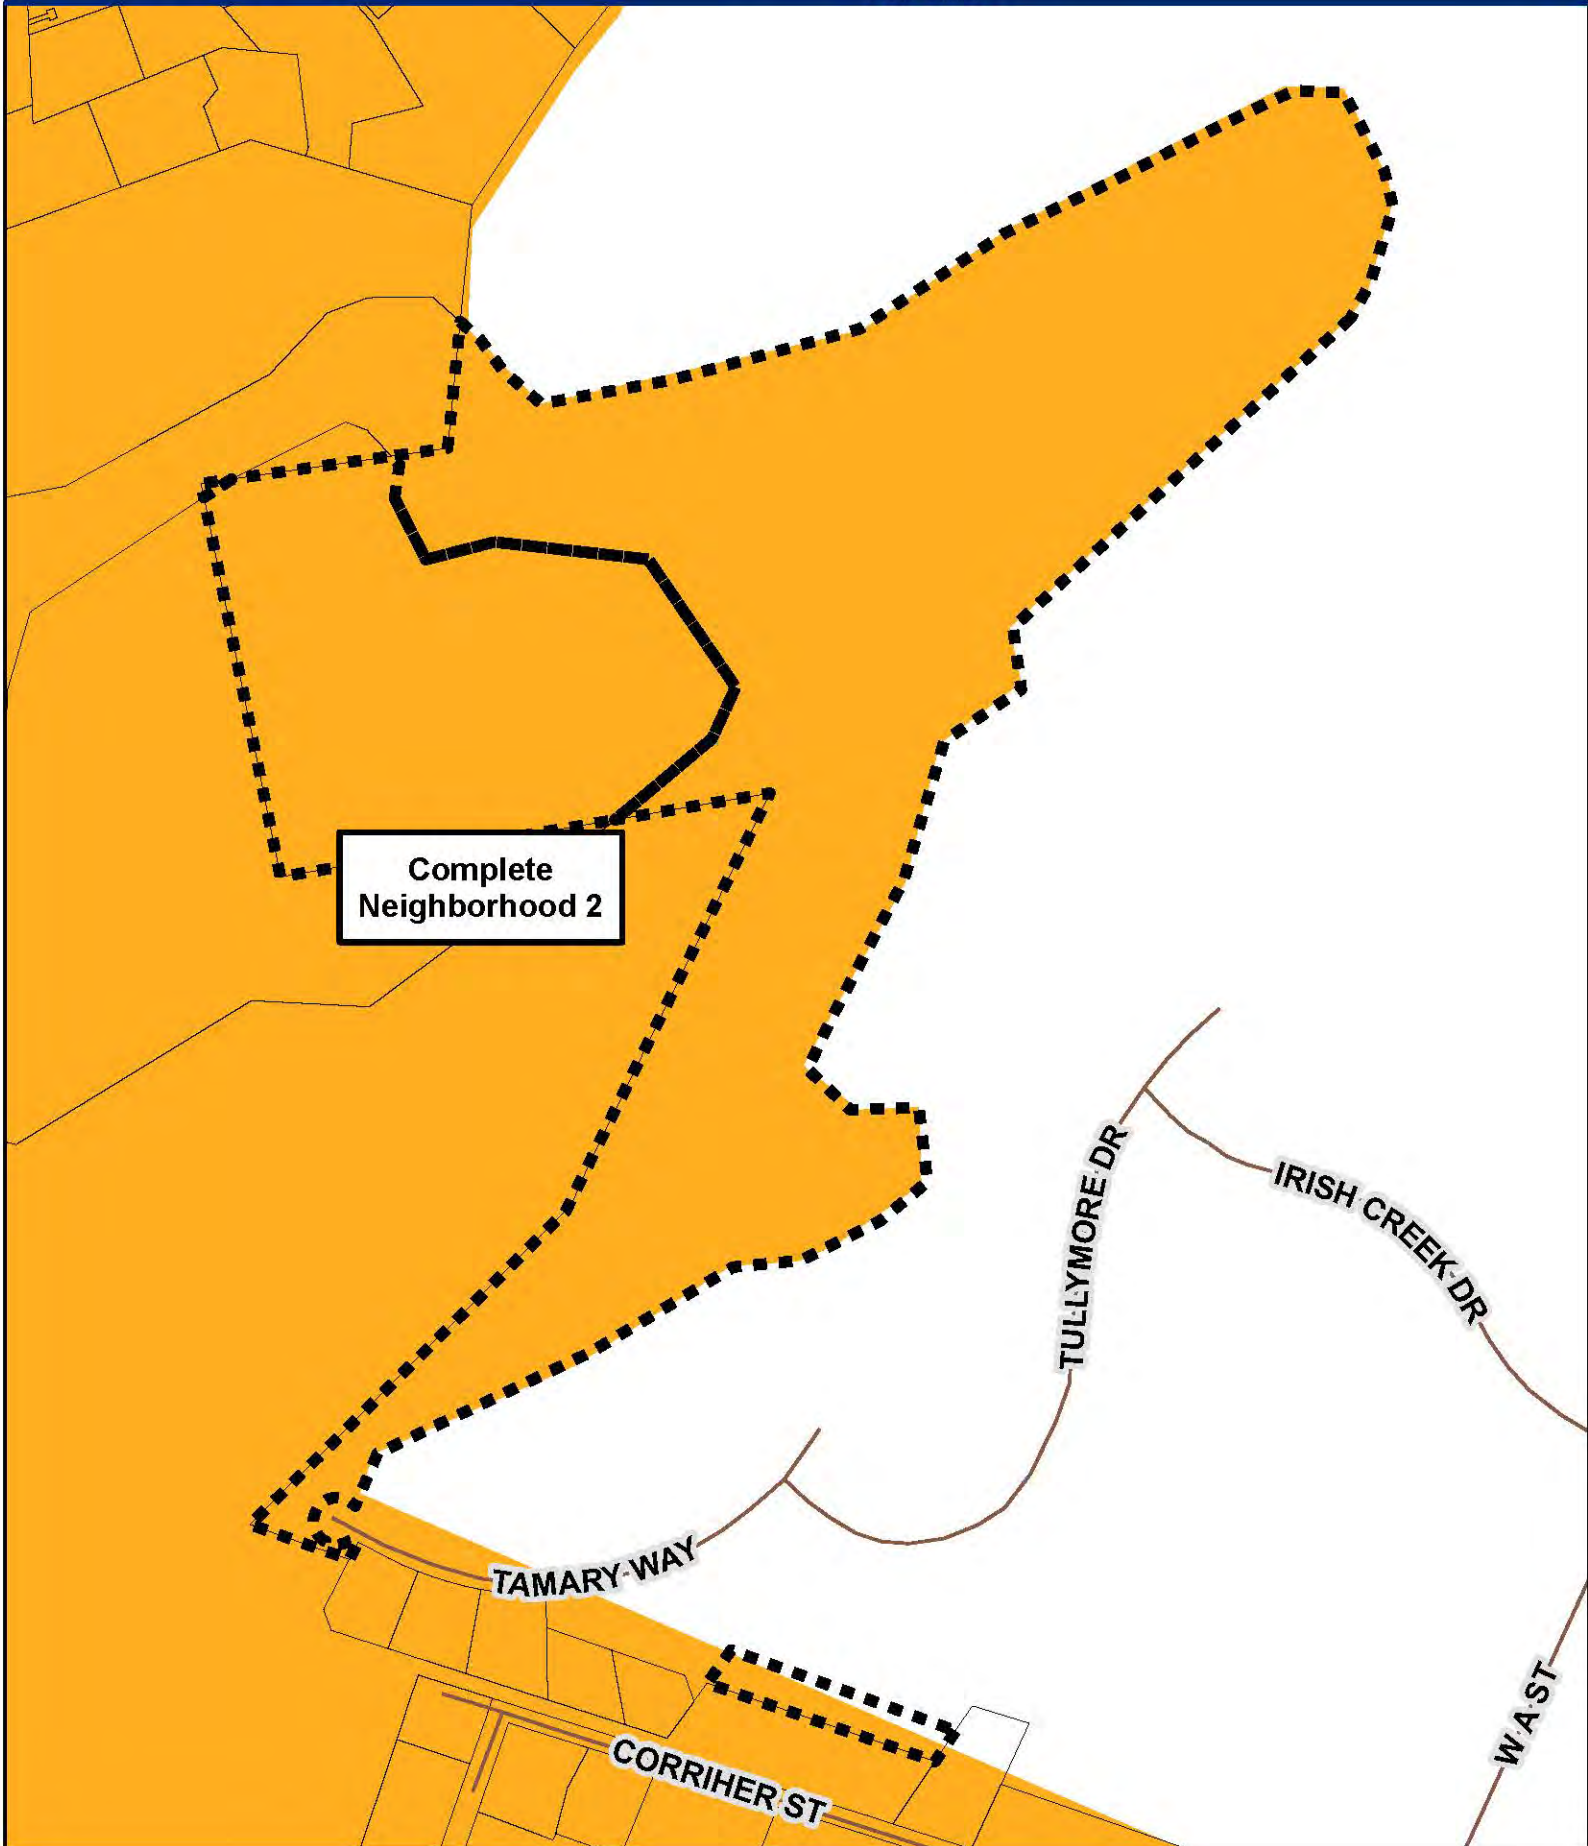 Complete
Neighborhood 2
TULLYMORE DR
IRISH CREEK DR
TAMARY WAY
W A ST
CORRIHER ST